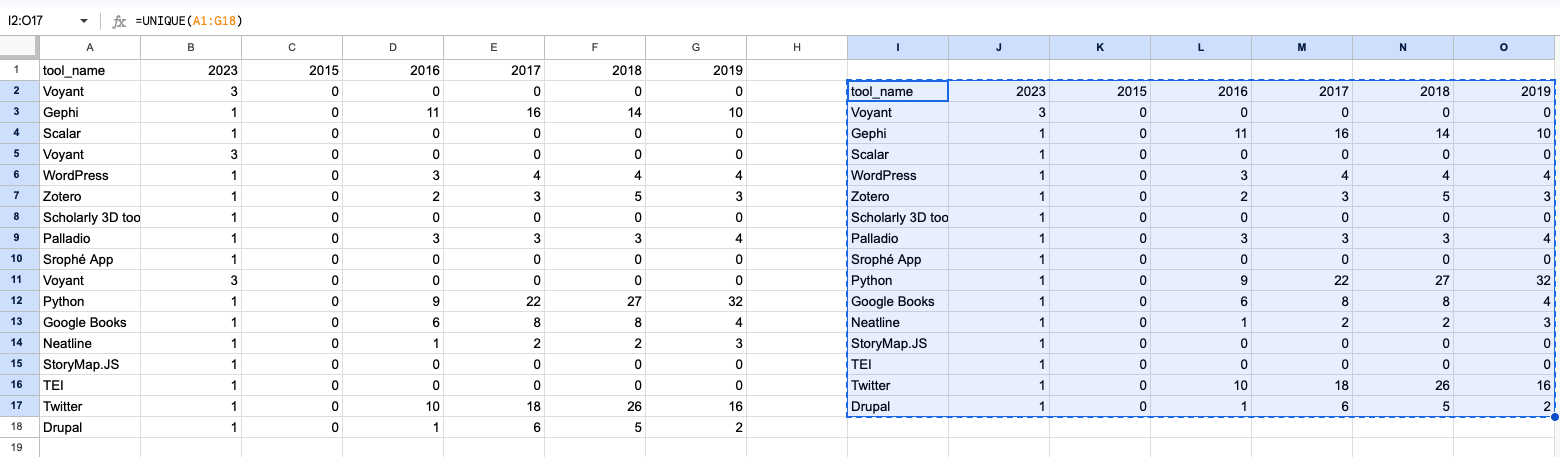 I2:O17 fx =UNIQUE(A1:G18)
A B C D E F G H I J K L M N O
1 tool_name 2023 2015 2016 2017 2018 2019
2 Voyant 3 0 0 0 0 0 tool_name 2023 2015 2016 2017 2018 2019
3 Gephi 1 0 11 16 14 10 Voyant 3 0 0 0 0 0
4 Scalar 1 0 0 0 0 0 Gephi 1 0 11 16 14 10
5 Voyant 3 0 0 0 0 0 Scalar 1 0 0 0 0 0
6 WordPress 1 0 3 4 4 4 WordPress 1 0 3 4 4 4
7 Zotero 1 0 2 3 5 3 Zotero 1 0 2 3 5 3
8 Scholarly 3D too 1 0 0 0 0 0 Scholarly 3D too 1 0 0 0 0 0
9 Palladio 1 0 3 3 3 4 Palladio 1 0 3 3 3 4
10 Srophé App 1 0 0 0 0 0 Srophé App 1 0 0 0 0 0
11 Voyant 3 0 0 0 0 0 Python 1 0 9 22 27 32
12 Python 1 0 9 22 27 32 Google Books 1 0 6 8 8 4
13 Google Books 1 0 6 8 8 4 Neatline 1 0 1 2 2 3
14 Neatline 1 0 1 2 2 3 StoryMap.JS 1 0 0 0 0 0
15 StoryMap.JS 1 0 0 0 0 0 TEI 1 0 0 0 0 0
16 TEI 1 0 0 0 0 0 Twitter 1 0 10 18 26 16
17 Twitter 1 0 10 18 26 16 Drupal 1 0 1 6 5 2
18 Drupal 1 0 1 6 5 2
19